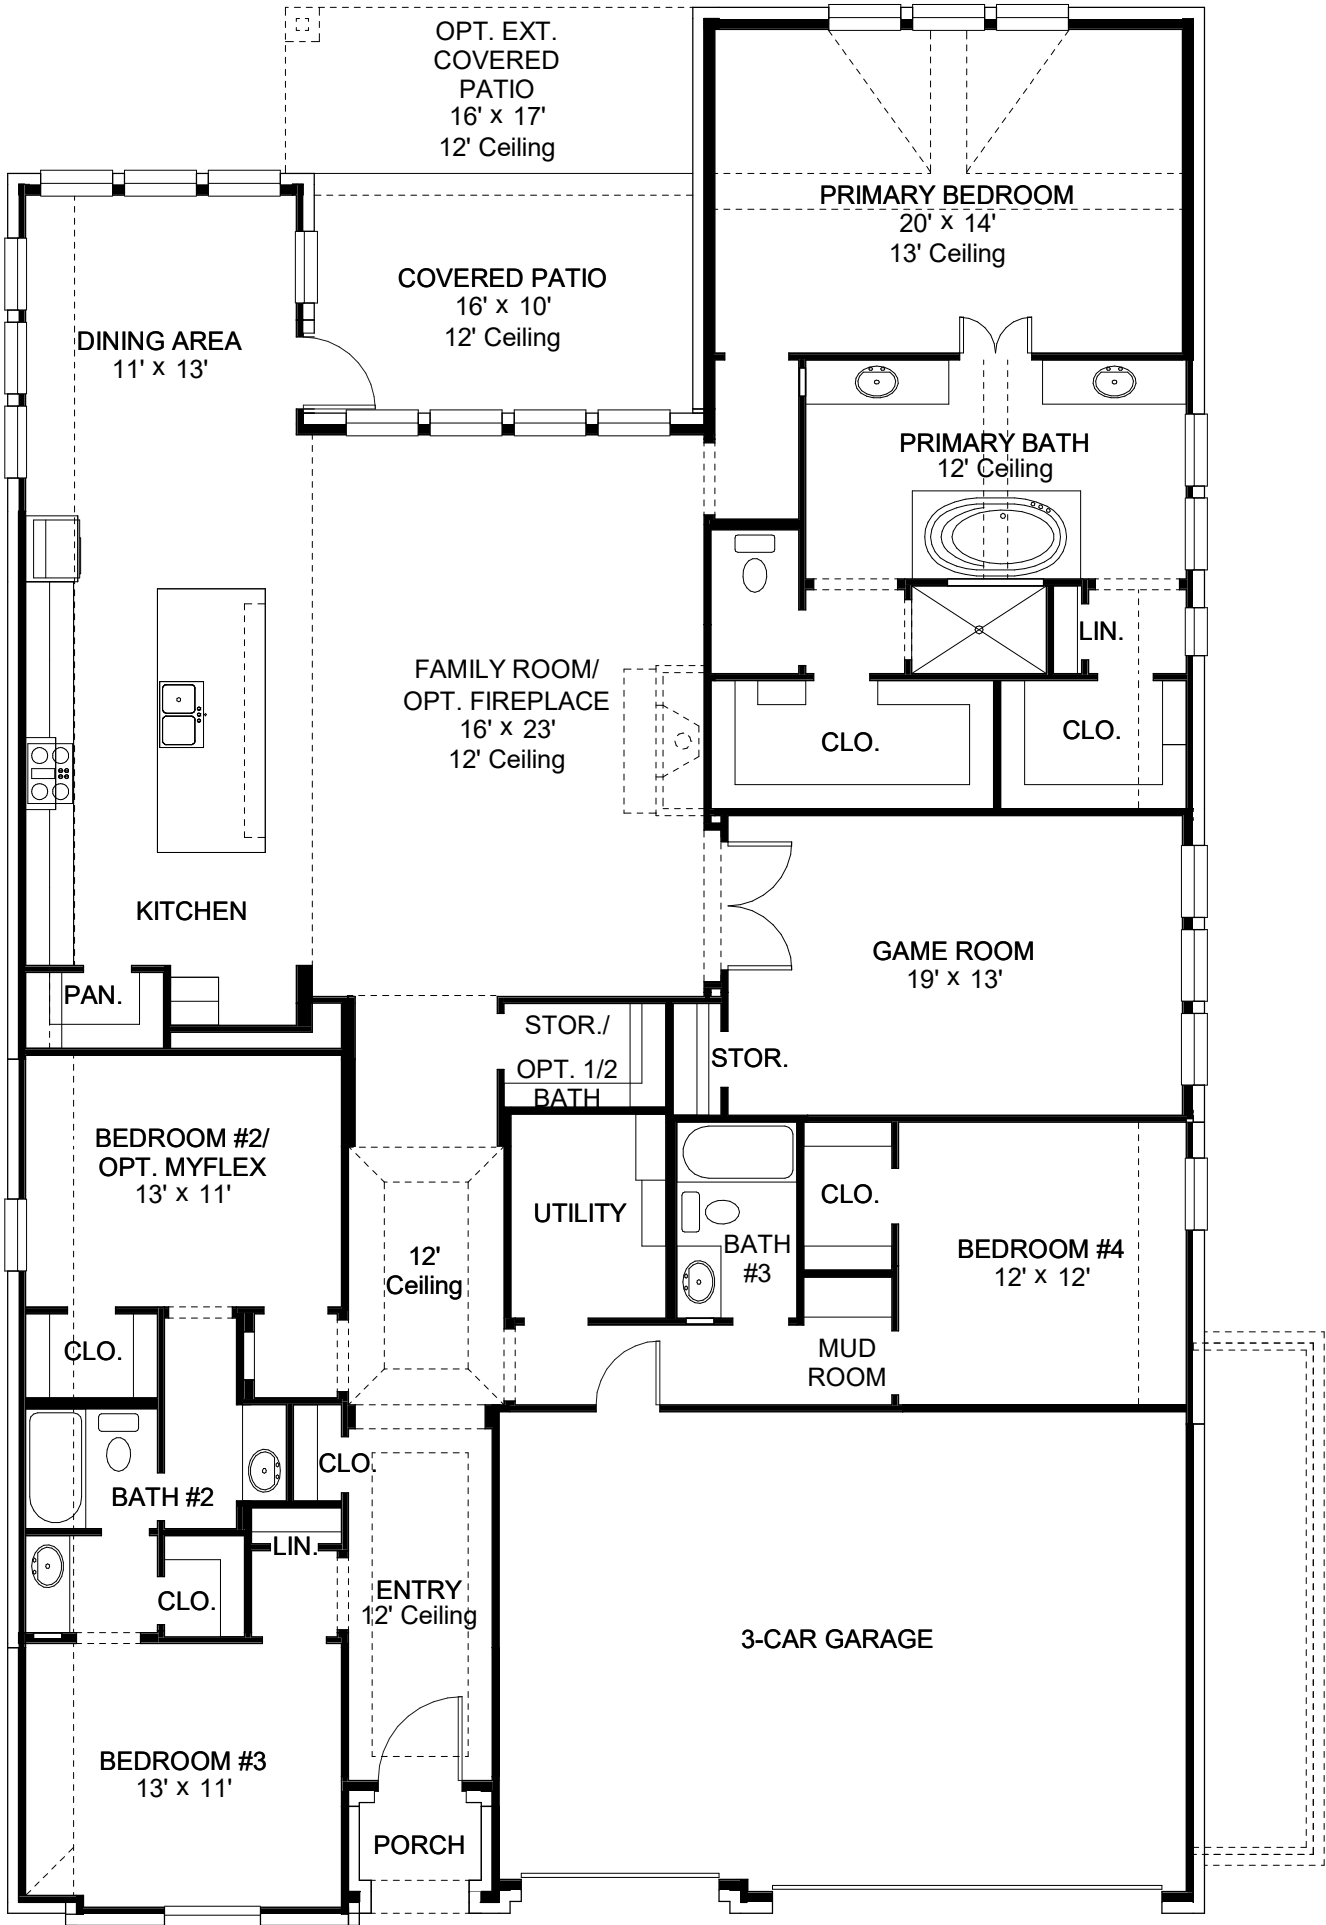 OPT. EXT.
COVERED
PATIO
16' x 17'
12' Ceiling
PRIMARY BEDROOM
20' x 14'
13' Ceiling
COVERED PATIO
16' x 10'
12' Ceiling
DINING AREA
11' x 13'
PRIMARY BATH
12' Ceiling
LIN.
FAMILY ROOM/
OPT. FIREPLACE
16' x 23'
12' Ceiling
CLO.
CLO.
KITCHEN
GAME ROOM
19' x 13'
PAN.
STOR./
OPT. 1/2
BATH
STOR.
BEDROOM #2/
OPT. MYFLEX
13' x 11'
UTILITY
CLO.
BATH
#3
BEDROOM #4
12' x 12'
12'
Ceiling
CLO.
MUD
ROOM
CLO.
BATH #2
LIN.
CLO.
ENTRY
12' Ceiling
3-CAR GARAGE
BEDROOM #3
13' x 11'
PORCH